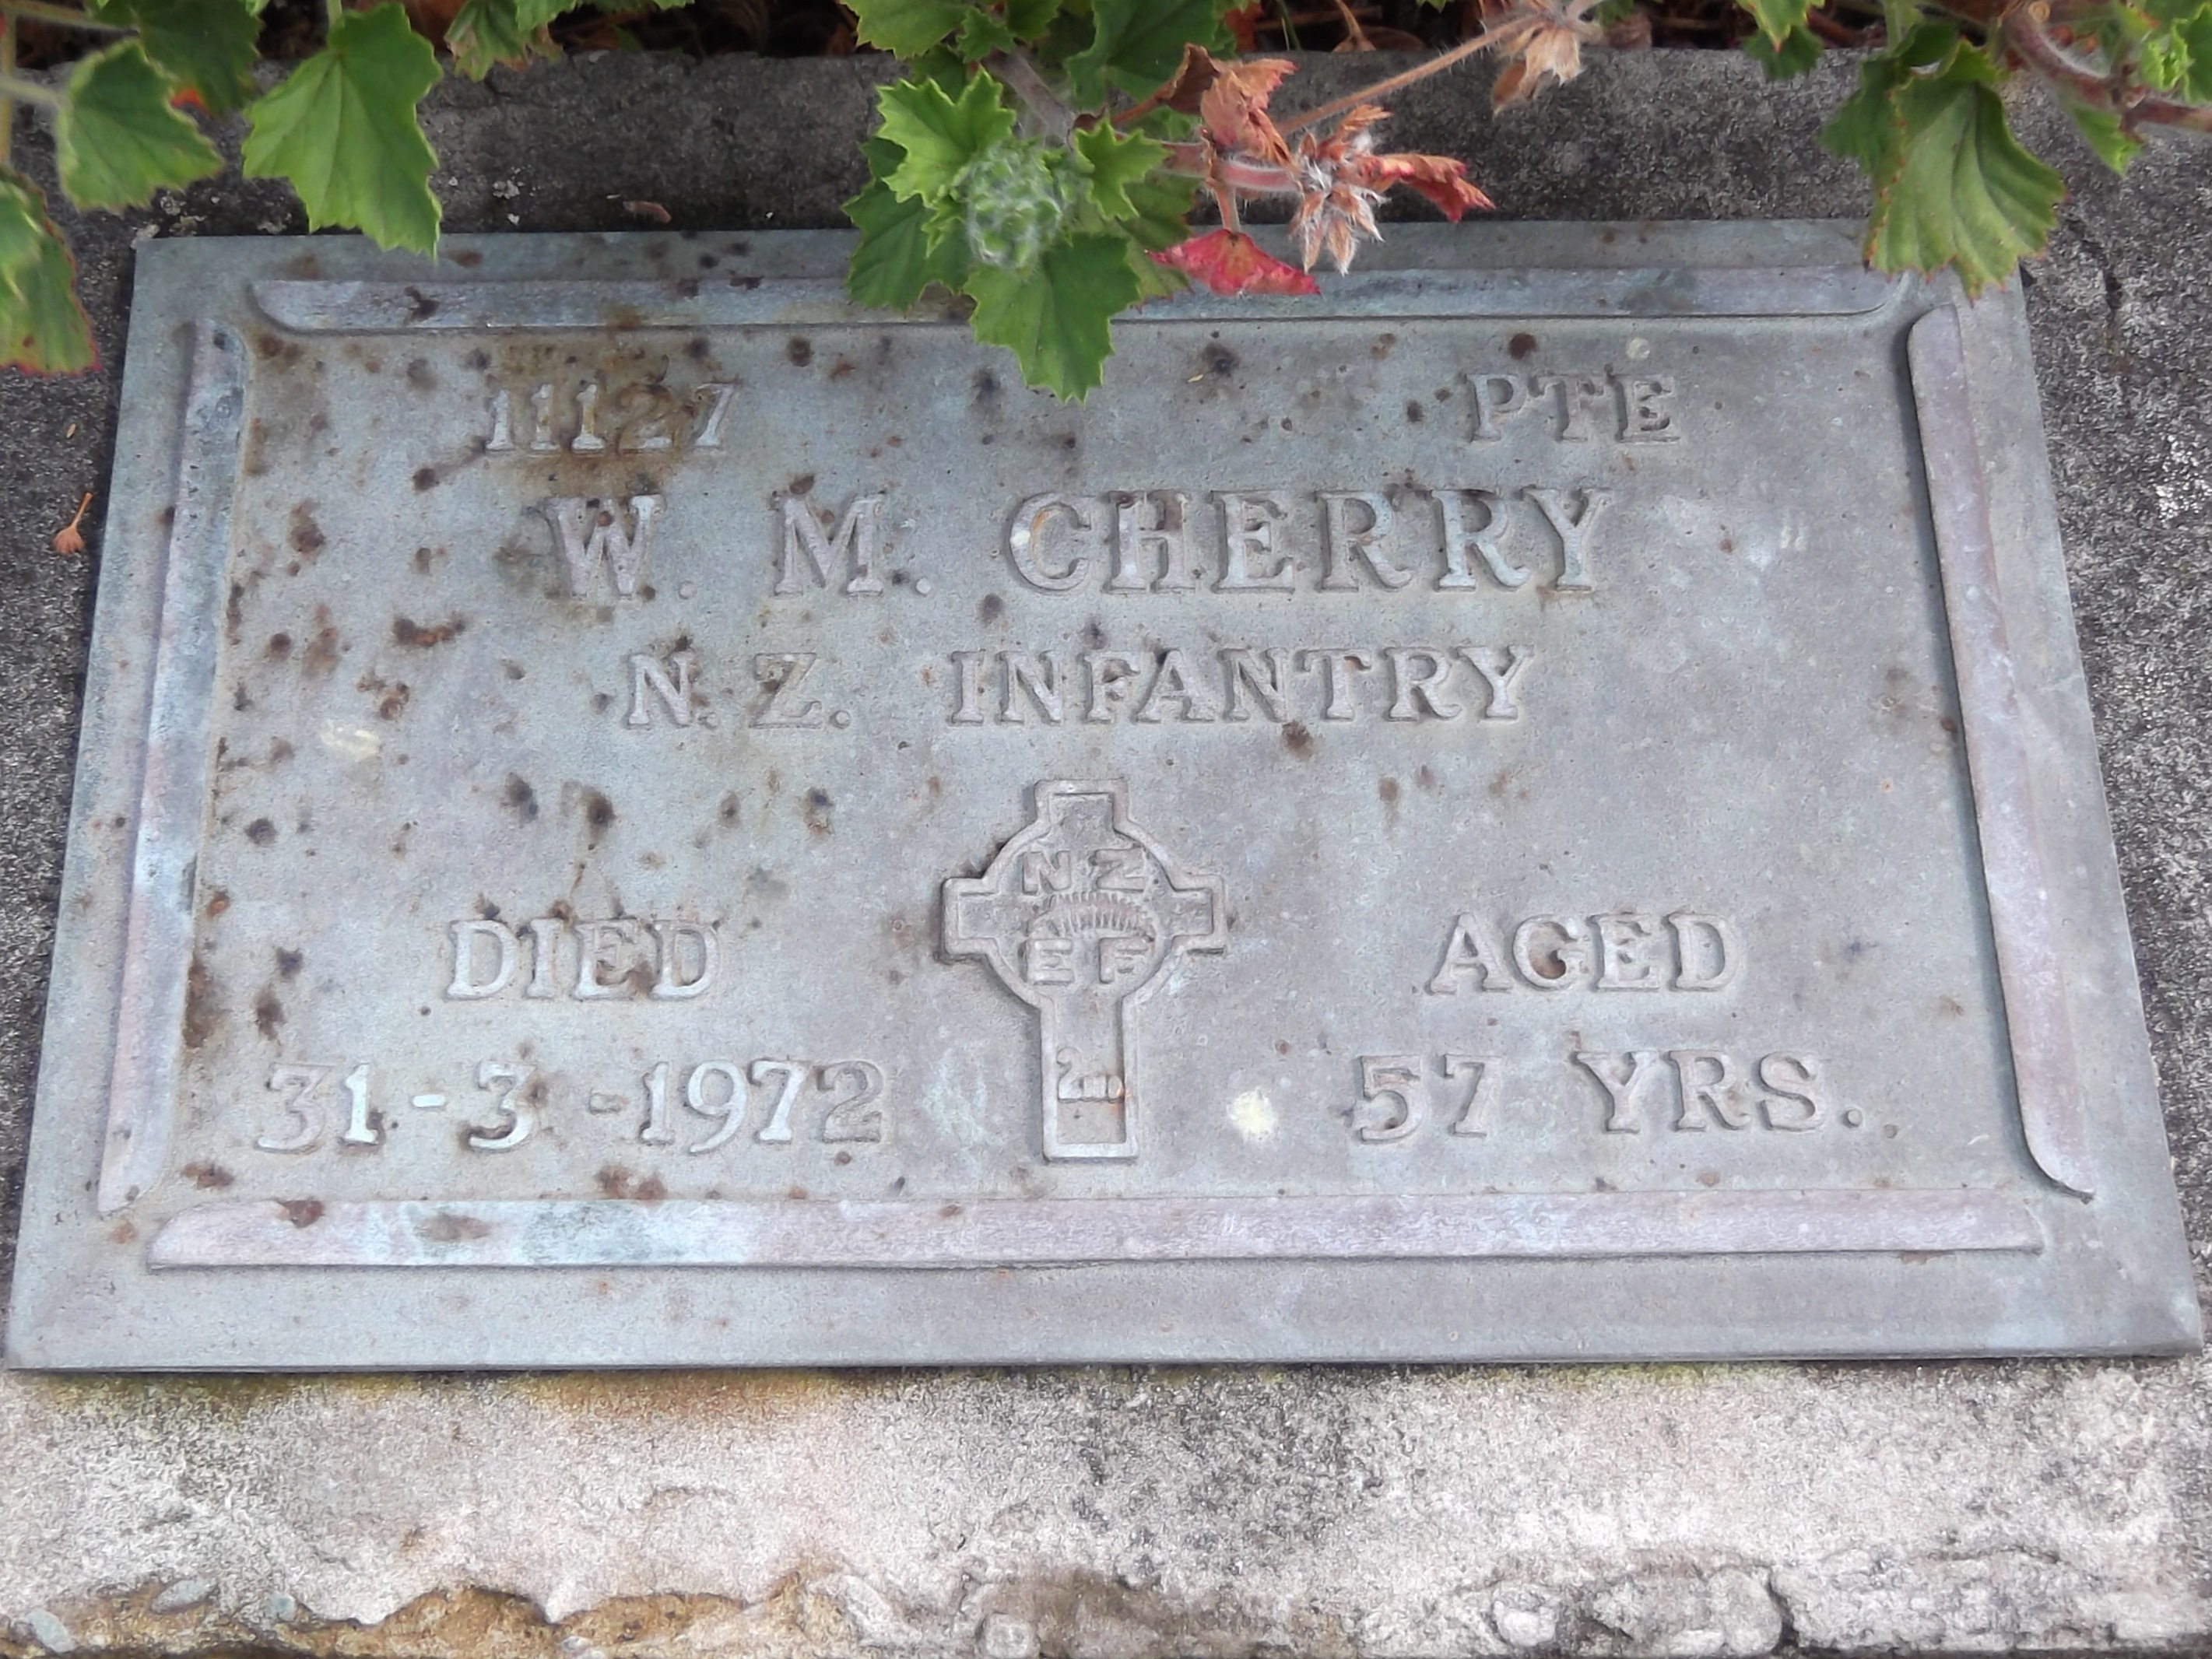 11127 PTE
W. M. CHERRY
N.Z. INFANTRY
NZ
EF
DIED AGED
31-3-1972 57 YRS.